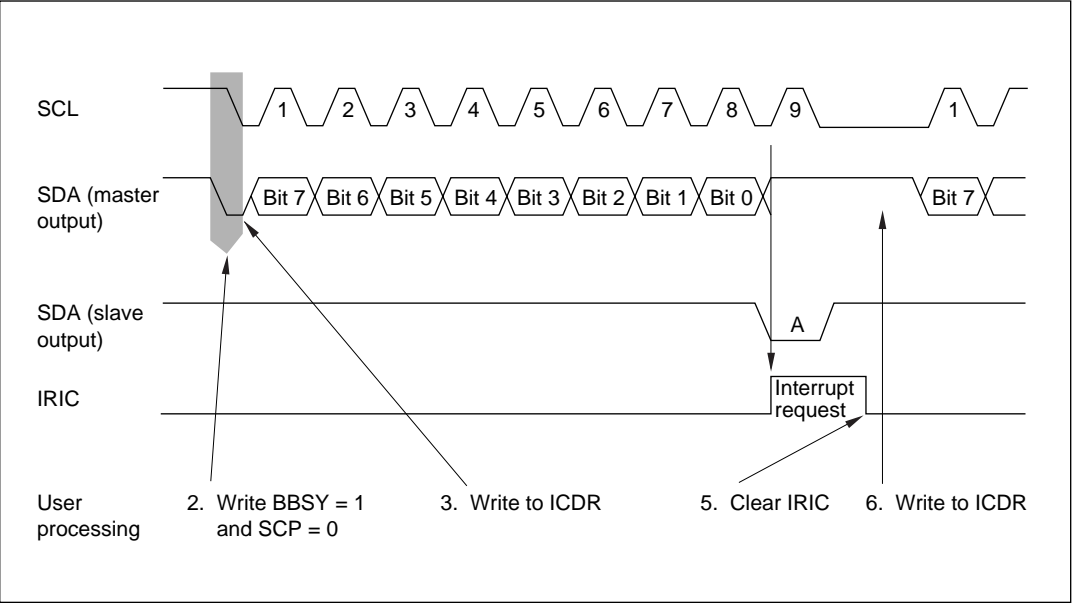 SCL
1 2 3 4 5 6 7 8 9 1
SDA (master
output)
Bit 7 Bit 6 Bit 5 Bit 4 Bit 3 Bit 2 Bit 1 Bit 0 Bit 7
SDA (slave
output)
A
IRIC
Interrupt
request
User
processing
2. Write BBSY = 1
and SCP = 0
3. Write to ICDR
5. Clear IRIC
6. Write to ICDR